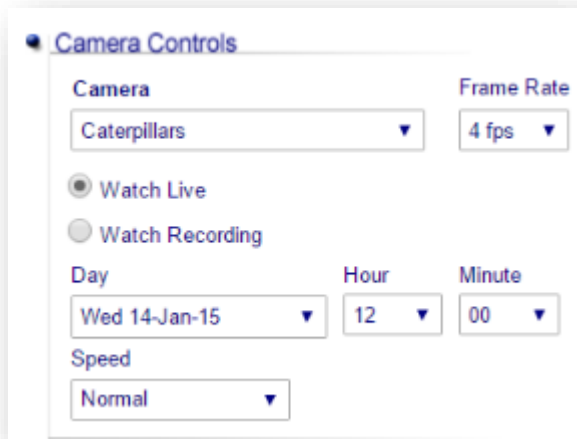 Camera Controls
Camera Frame Rate
Caterpillars 4 fps
Watch Live
Watch Recording
Day Hour Minute
Wed 14-Jan-15 12 00
Speed
Normal